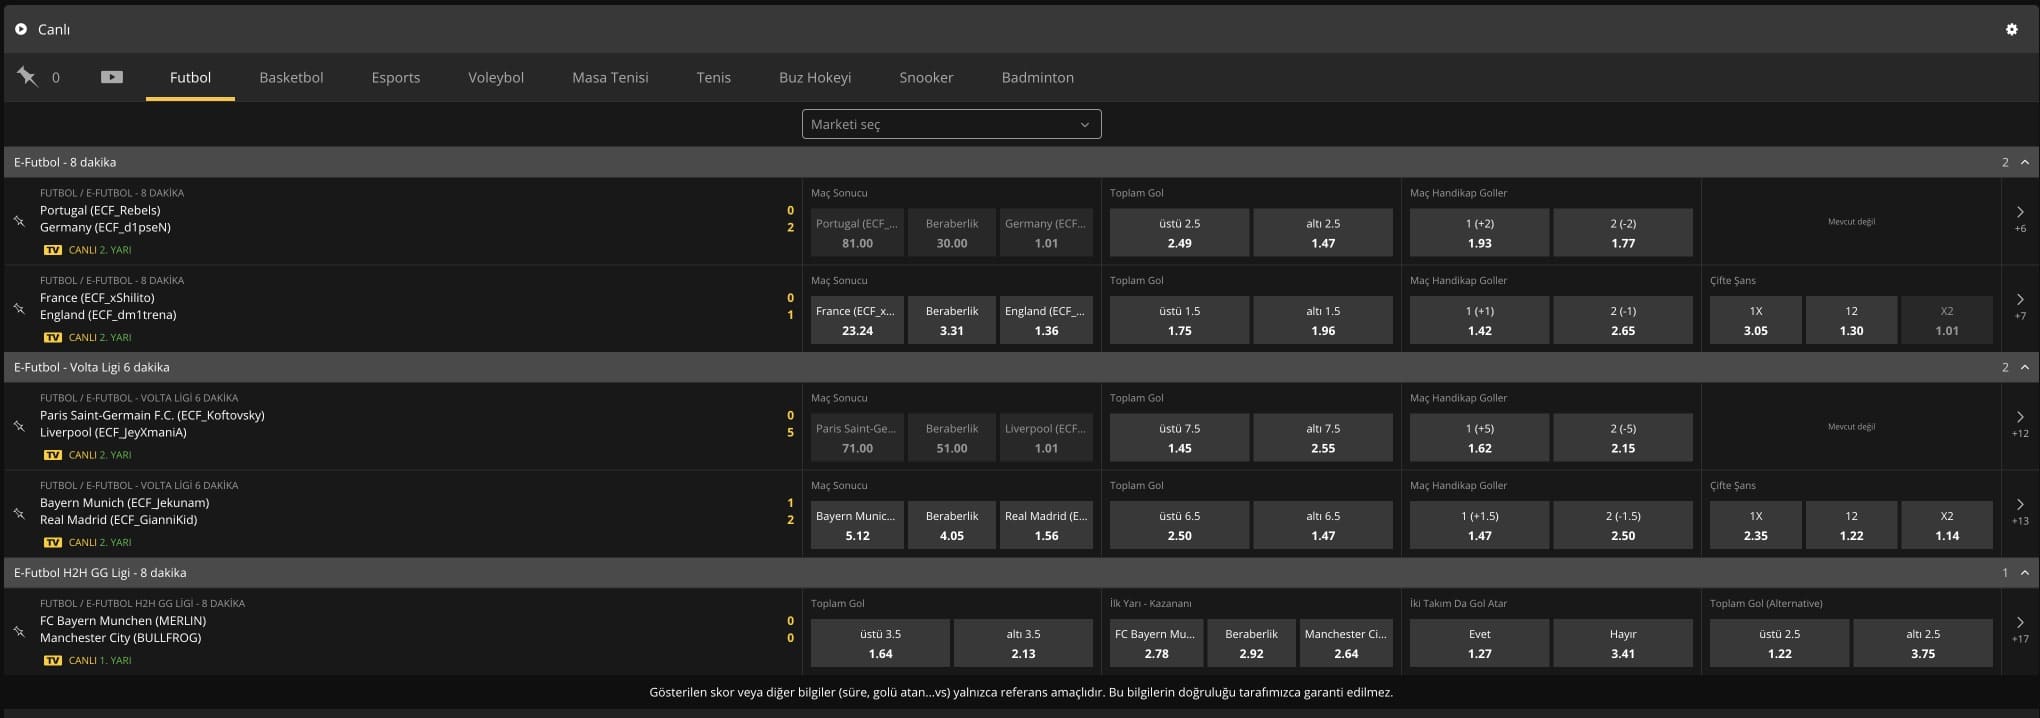 Canlı
0
Futbol Basketbol Esports Voleybol Masa Tenisi Tenis Buz Hokeyi Snooker Badminton
Marketi seç
E-Futbol - 8 dakika 2
FUTBOL / E-FUTBOL - 8 DAKİKA
Portugal (ECF_Rebels) 0
Germany (ECF_d1pseN) 2
TV CANLI 2. YARI
Maç Sonucu
Portugal (ECF_... Beraberlik Germany (ECF...
81.00 30.00 1.01
Toplam Gol
üstü 2.5 altı 2.5
2.49 1.47
Maç Handikap Goller
1 (+2) 2 (-2)
1.93 1.77
Mevcut değil
+6
FUTBOL / E-FUTBOL - 8 DAKİKA
France (ECF_xShilito) 0
England (ECF_dm1trena) 1
TV CANLI 2. YARI
Maç Sonucu
France (ECF_x... Beraberlik England (ECF_...
23.24 3.31 1.36
Toplam Gol
üstü 1.5 altı 1.5
1.75 1.96
Maç Handikap Goller
1 (+1) 2 (-1)
1.42 2.65
Çifte Şans
1X 12 X2
3.05 1.30 1.01
+7
E-Futbol - Volta Ligi 6 dakika 2
FUTBOL / E-FUTBOL - VOLTA LİGİ 6 DAKİKA
Paris Saint-Germain F.C. (ECF_Koftovsky) 0
Liverpool (ECF_JeyXmaniA) 5
TV CANLI 2. YARI
Maç Sonucu
Paris Saint-Ge... Beraberlik Liverpool (ECF...
71.00 51.00 1.01
Toplam Gol
üstü 7.5 altı 7.5
1.45 2.55
Maç Handikap Goller
1 (+5) 2 (-5)
1.62 2.15
Mevcut değil
+12
FUTBOL / E-FUTBOL - VOLTA LİGİ 6 DAKİKA
Bayern Munich (ECF_Jekunam) 1
Real Madrid (ECF_GianniKid) 2
TV CANLI 2. YARI
Maç Sonucu
Bayern Munic... Beraberlik Real Madrid (E...
5.12 4.05 1.56
Toplam Gol
üstü 6.5 altı 6.5
2.50 1.47
Maç Handikap Goller
1 (+1.5) 2 (-1.5)
1.47 2.50
Çifte Şans
1X 12 X2
2.35 1.22 1.14
+13
E-Futbol H2H GG Ligi - 8 dakika 1
FUTBOL / E-FUTBOL H2H GG LİGİ - 8 DAKİKA
FC Bayern Munchen (MERLIN) 0
Manchester City (BULLFROG) 0
TV CANLI 1. YARI
Toplam Gol
üstü 3.5 altı 3.5
1.64 2.13
İlk Yarı - Kazananı
FC Bayern Mu... Beraberlik Manchester Ci...
2.78 2.92 2.64
İki Takım Da Gol Atar
Evet Hayır
1.27 3.41
Toplam Gol (Alternative)
üstü 2.5 altı 2.5
1.22 3.75
+17
Gösterilen skor veya diğer bilgiler (süre, golü atan...vs) yalnızca referans amaçlıdır. Bu bilgilerin doğruluğu tarafımızca garanti edilmez.